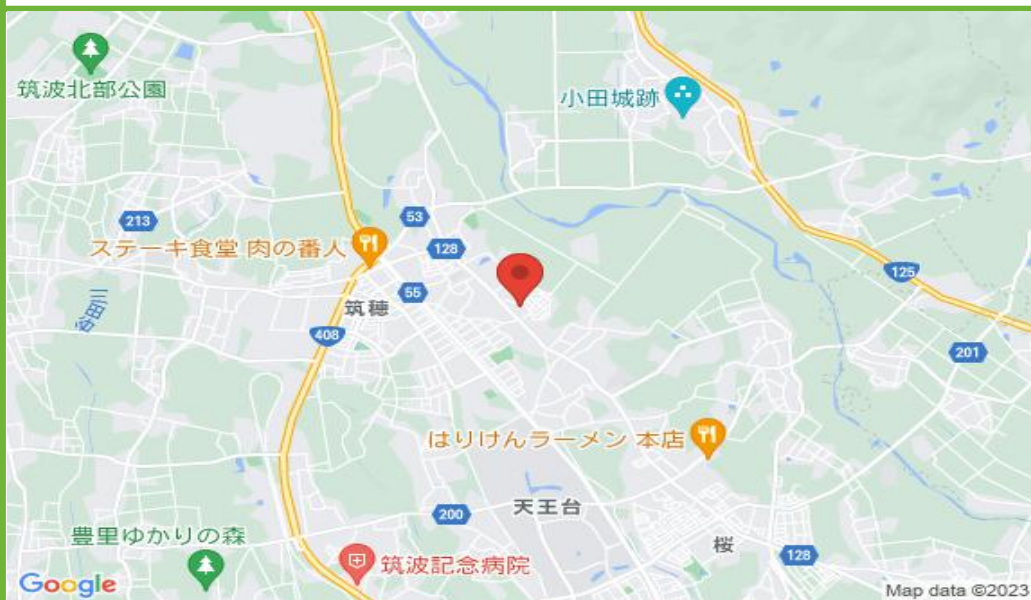 筑波北部公園
小田城跡
213
53
ステーキ食堂 肉の番人
128
125
55
三田谷
筑穂
408
201
はりけんラーメン 本店
200
天王台
豊里ゆかりの森
桜
128
筑波記念病院
Google
Map data ©2023